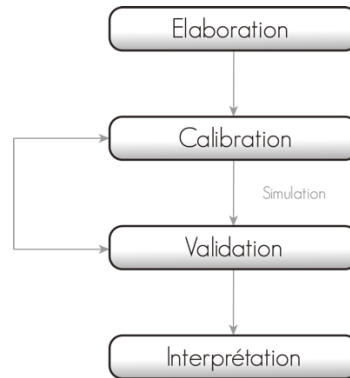 Elaboration
Calibration
Simulation
Validation
Interprétation